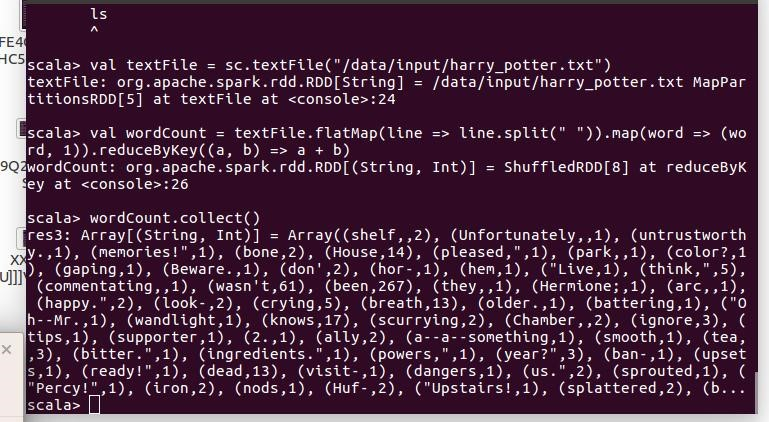 ls
^
FE4
HC5
scala> val textFile = sc.textFile("/data/input/harry_potter.txt")
textFile: org.apache.spark.rdd.RDD[String] = /data/input/harry_potter.txt MapPar
titionsRDD[5] at textFile at <console>:24
scala> val wordCount = textFile.flatMap(line => line.split(" ")).map(word => (wo
rd, 1)).reduceByKey((a, b) => a + b)
9Q2
wordCount: org.apache.spark.rdd.RDD[(String, Int)] = ShuffledRDD[8] at reduceByK
S
ey at <console>:26
scala> wordCount.collect()
res3: Array[(String, Int)] = Array((shelf,,2), (Unfortunately,,1), (untrustworth
y.,1), (memories!",1), (bone,2), (House,14), (pleased,",1), (park,,1), (color?,1
XX
), (gaping,1), (Beware.,1), (don',2), (hor-,1), (hem,1), ("Live,1), (think,",5),
U]]]\
(commentating,,1), (wasn't,61), (been,267), (they,,1), (Hermione;,1), (arc,,1),
(happy.",2), (look-,2), (crying,5), (breath,13), (older.,1), (battering,1), ("O
h--Mr.,1), (wandlight,1), (knows,17), (scurrying,2), (Chamber,,2), (ignore,3), (
tips,1), (supporter,1), (2.,1), (ally,2), (a--a--something,1), (smooth,1), (tea,
,3), (bitter.",1), (ingredients.",1), (powers,",1), (year?",3), (ban-,1), (upset
s,1), (ready!",1), (dead,13), (visit-,1), (dangers,1), (us.",2), (sprouted,1), (
"Percy!",1), (iron,2), (nods,1), (Huf-,2), ("Upstairs!,1), (splattered,2), (b...
scala>